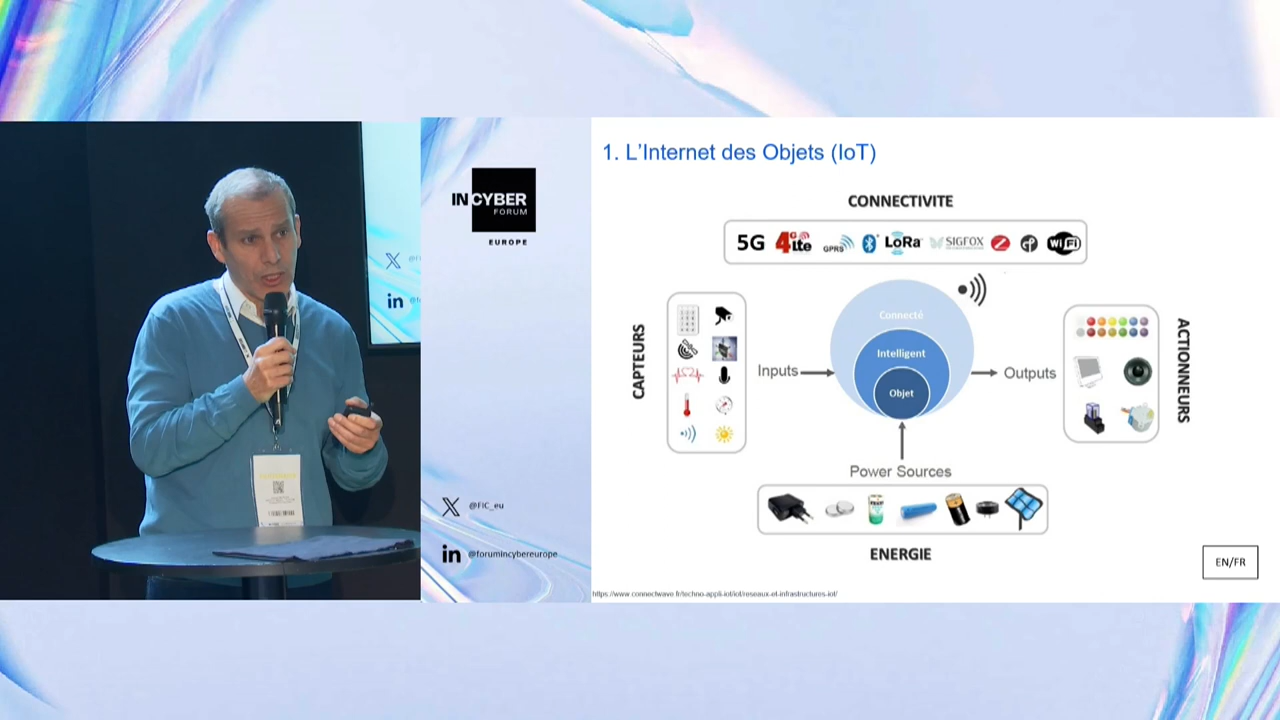 IN CYBER
FORUM
EUROPE
@FIC_eu
@forumincybereurope
in
1. L'Internet des Objets (IoT)
CONNECTIVITE
5G 4G Lte GPRS LoRa SIGFOX WiFi
CAPTEURS
Inputs
Connecté
Intelligent
Objet
Outputs
ACTIONNEURS
Power Sources
ENERGIE
EN/FR
https://www.connectwave.fr/techno-appli-iot/iot/reseaux-et-infrastructures-iot/